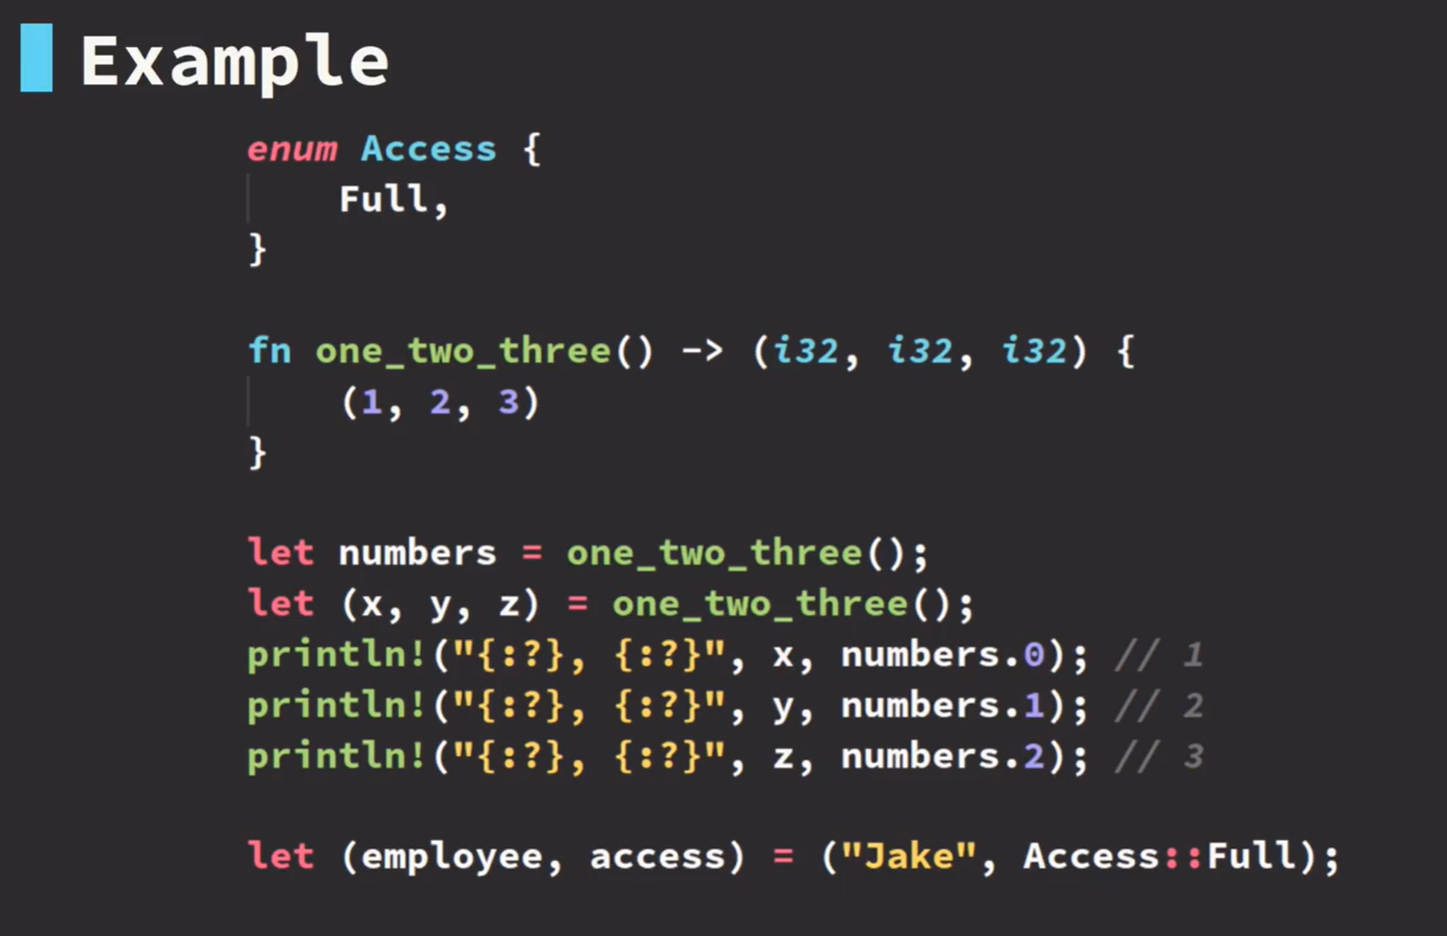 Example
enum Access {
    Full,
}
fn one_two_three() -> (i32, i32, i32) {
    (1, 2, 3)
}
let numbers = one_two_three();
let (x, y, z) = one_two_three();
println!("{:?}, {:?}", x, numbers.0); // 1
println!("{:?}, {:?}", y, numbers.1); // 2
println!("{:?}, {:?}", z, numbers.2); // 3
let (employee, access) = ("Jake", Access::Full);